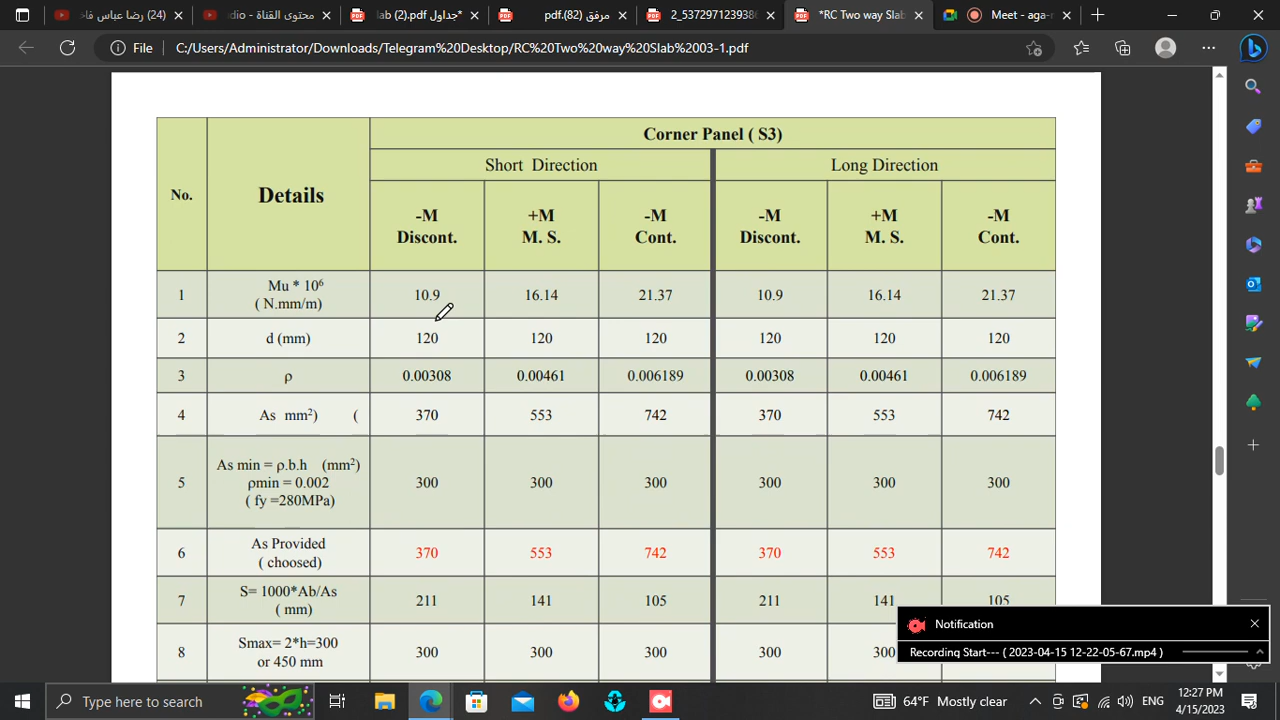 (24) رضا عباس فاد
dio - محتوى القناة
*جداول lab (2).pdf
مرفق (82).pdf
2_5372971239380
*RC Two way Slab
Meet - aga-r
File
C:/Users/Administrator/Downloads/Telegram%20Desktop/RC%20Two%20way%20Slab%2003-1.pdf
No.
Details
Corner Panel ( S3)
Short Direction
Long Direction
-M
Discont.
+M
M. S.
-M
Cont.
-M
Discont.
+M
M. S.
-M
Cont.
1
Mu * 10⁶
( N.mm/m)
10.9
16.14
21.37
10.9
16.14
21.37
2
d (mm)
120
120
120
120
120
120
3
ρ
0.00308
0.00461
0.006189
0.00308
0.00461
0.006189
4
As mm²) (
370
553
742
370
553
742
5
As min = ρ.b.h (mm²)
ρmin = 0.002
( fy =280MPa)
300
300
300
300
300
300
6
As Provided
( choosed)
370
553
742
370
553
742
7
S= 1000*Ab/As
( mm)
211
141
105
211
141
105
8
Smax= 2*h=300
or 450 mm
300
300
300
300
300
Notification
Recording Start--- ( 2023-04-15 12-22-05-67.mp4 )
Type here to search
64°F Mostly clear
ENG
12:27 PM
4/15/2023